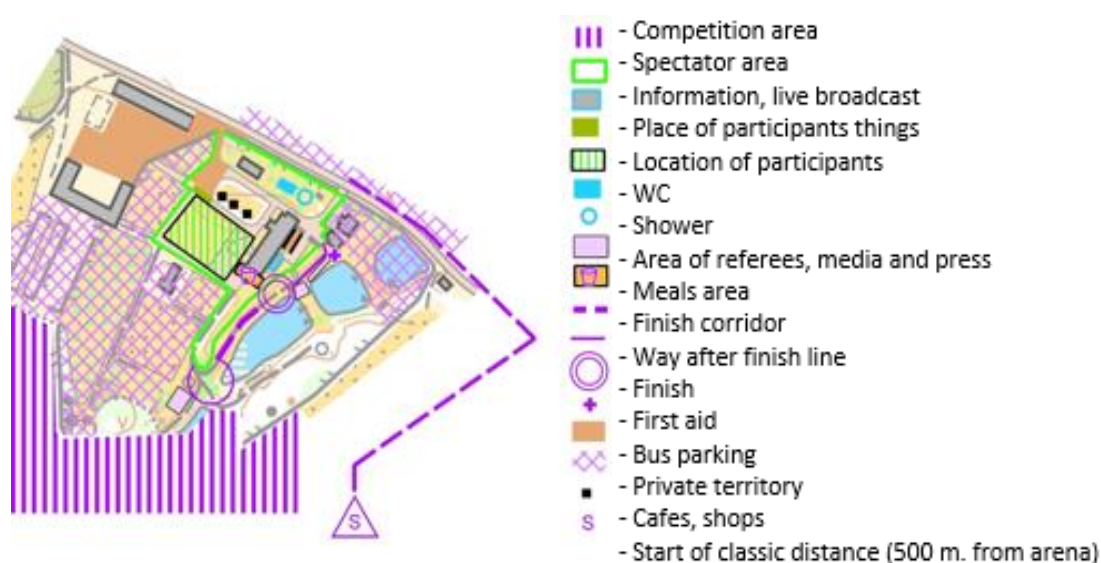 - Competition area
- Spectator area
- Information, live broadcast
- Place of participants things
- Location of participants
- WC
- Shower
- Area of referees, media and press
- Meals area
- Finish corridor
- Way after finish line
- Finish
- First aid
- Bus parking
- Private territory
- Cafes, shops
S
- Start of classic distance (500 m. from arena)
S